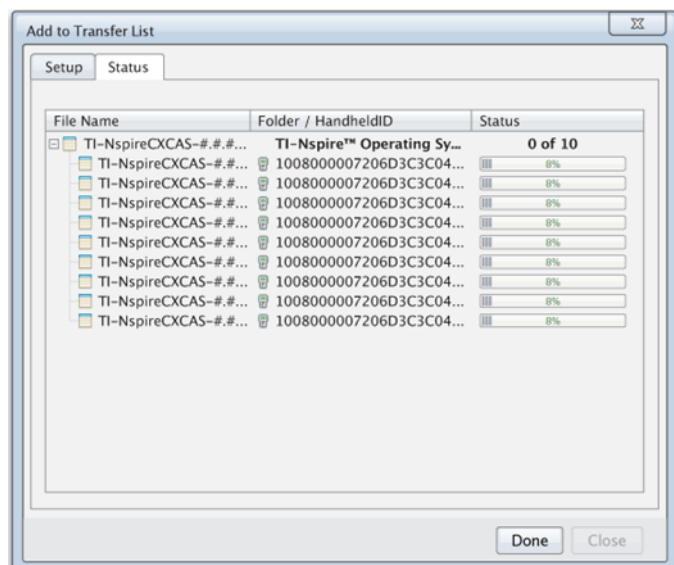 Add to Transfer List
Setup Status
File Name Folder / HandheldID Status
TI-NspireCXCAS-#.#.#... TI-Nspire™ Operating Sy... 0 of 10
TI-NspireCXCAS-#.#... 1008000007206D3C3C04... 8%
TI-NspireCXCAS-#.#... 1008000007206D3C3C04... 8%
TI-NspireCXCAS-#.#... 1008000007206D3C3C04... 8%
TI-NspireCXCAS-#.#... 1008000007206D3C3C04... 8%
TI-NspireCXCAS-#.#... 1008000007206D3C3C04... 8%
TI-NspireCXCAS-#.#... 1008000007206D3C3C04... 8%
TI-NspireCXCAS-#.#... 1008000007206D3C3C04... 8%
TI-NspireCXCAS-#.#... 1008000007206D3C3C04... 8%
TI-NspireCXCAS-#.#... 1008000007206D3C3C04... 8%
Done Close